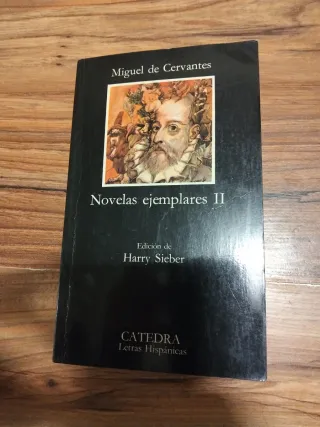 Miguel de Cervantes
Novelas ejemplares II
Edición de
Harry Sieber
CATEDRA
Letras Hispánicas